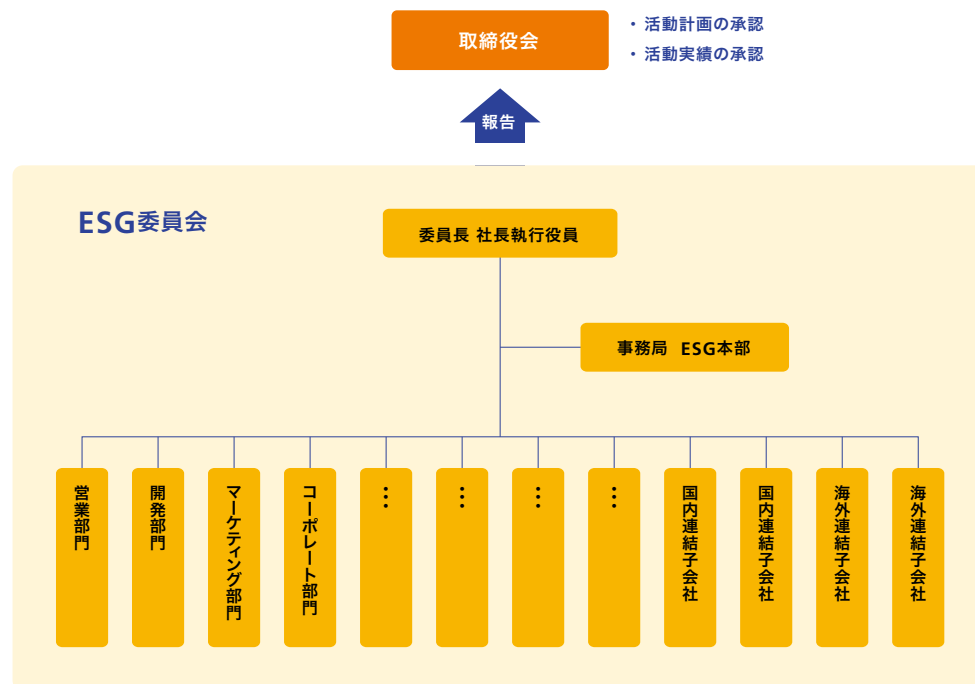 取締役会
・ 活動計画の承認
・ 活動実績の承認
報告
ESG委員会
委員長 社長執行役員
事務局 ESG本部
営業部門
開発部門
マーケティング部門
コーポレート部門
…
…
…
…
国内連結子会社
国内連結子会社
海外連結子会社
海外連結子会社